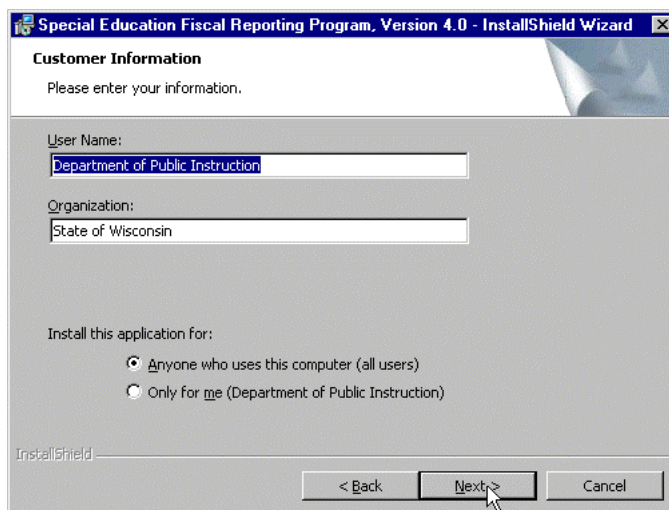 Special Education Fiscal Reporting Program, Version 4.0 - InstallShield Wizard
Customer Information
Please enter your information.
User Name:
Department of Public Instruction
Organization:
State of Wisconsin
Install this application for:
Anyone who uses this computer (all users)
Only for me (Department of Public Instruction)
InstallShield
< Back
Next >
Cancel